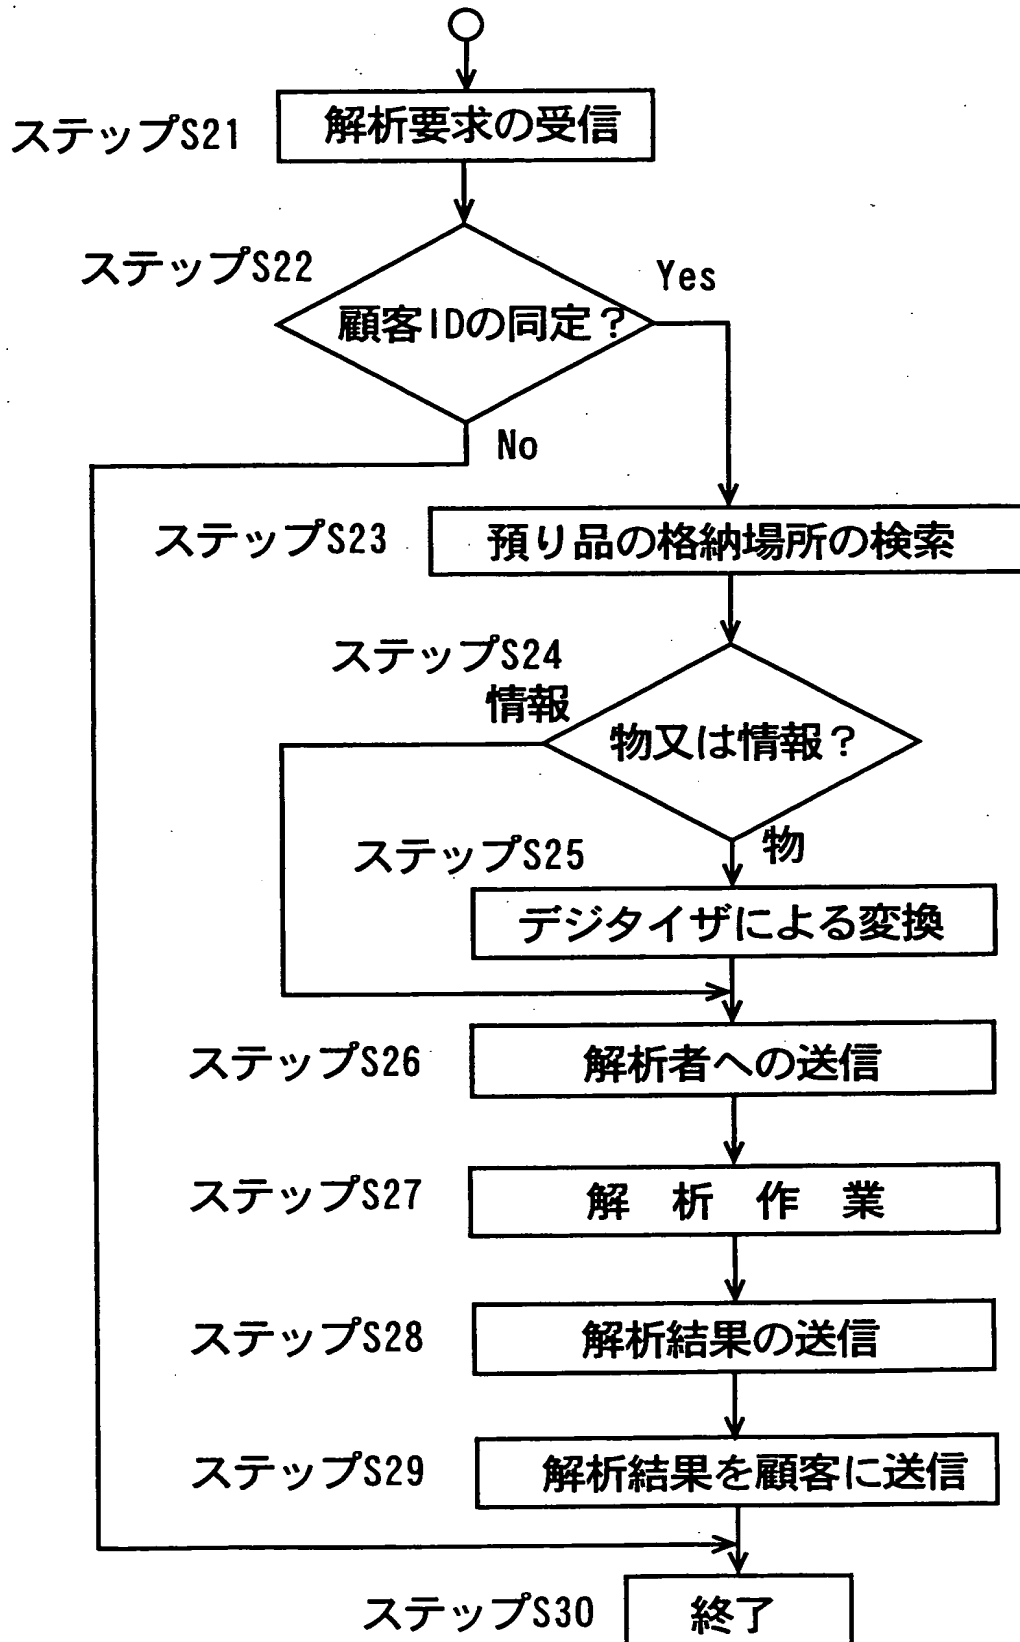 ステップS21
解析要求の受信
ステップS22
Yes
顧客IDの同定？
No
ステップS23
預り品の格納場所の検索
ステップS24
情報
物又は情報？
物
ステップS25
デジタイザによる変換
ステップS26
解析者への送信
ステップS27
解 析 作 業
ステップS28
解析結果の送信
ステップS29
解析結果を顧客に送信
ステップS30
終了